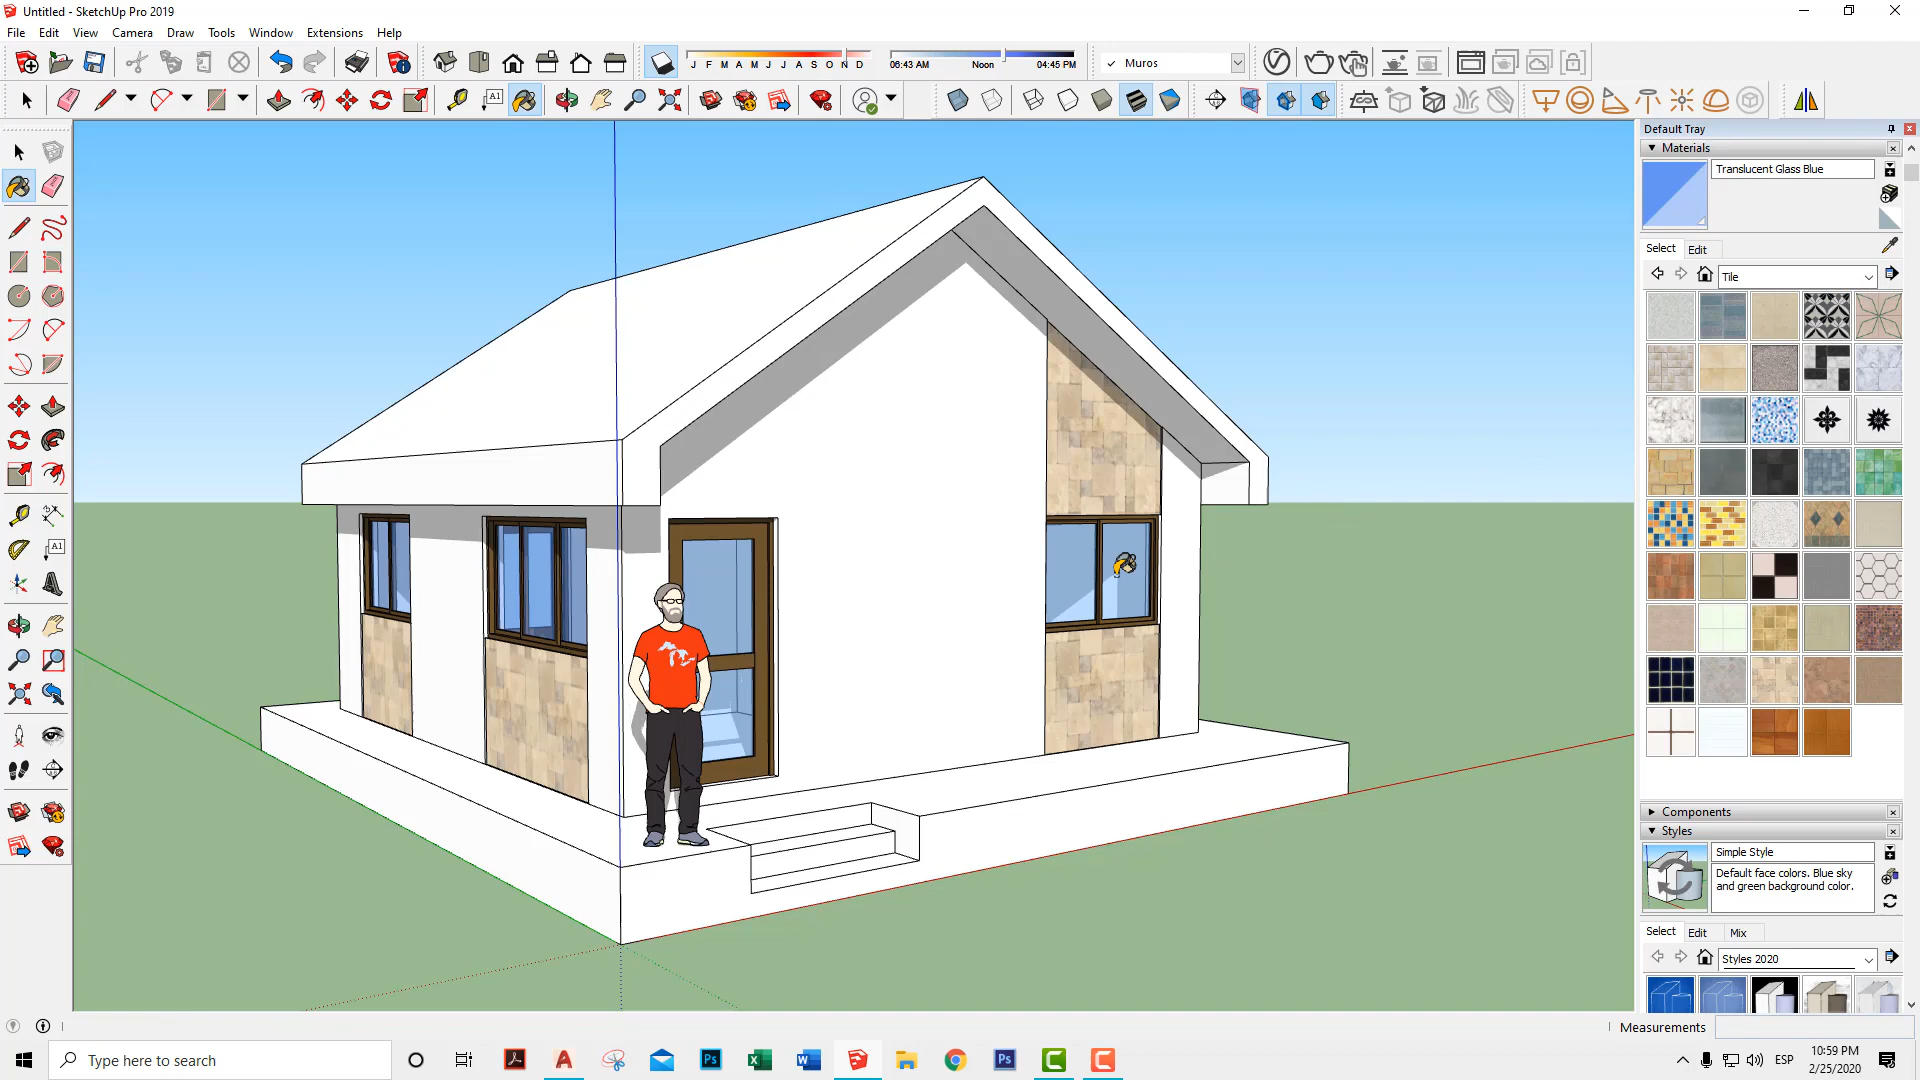 Untitled - SketchUp Pro 2019
File Edit View Camera Draw Tools Window Extensions Help
J F M A M J J A S O N D
06:43 AM Noon 04:45 PM
✓ Muros
A1
Default Tray
Materials
Translucent Glass Blue
Select Edit
Tile
A1
Components
Styles
Simple Style
Default face colors. Blue sky
and green background color.
Select Edit Mix
Styles 2020
Measurements
Type here to search
Ps
ESP
10:59 PM
2/25/2020